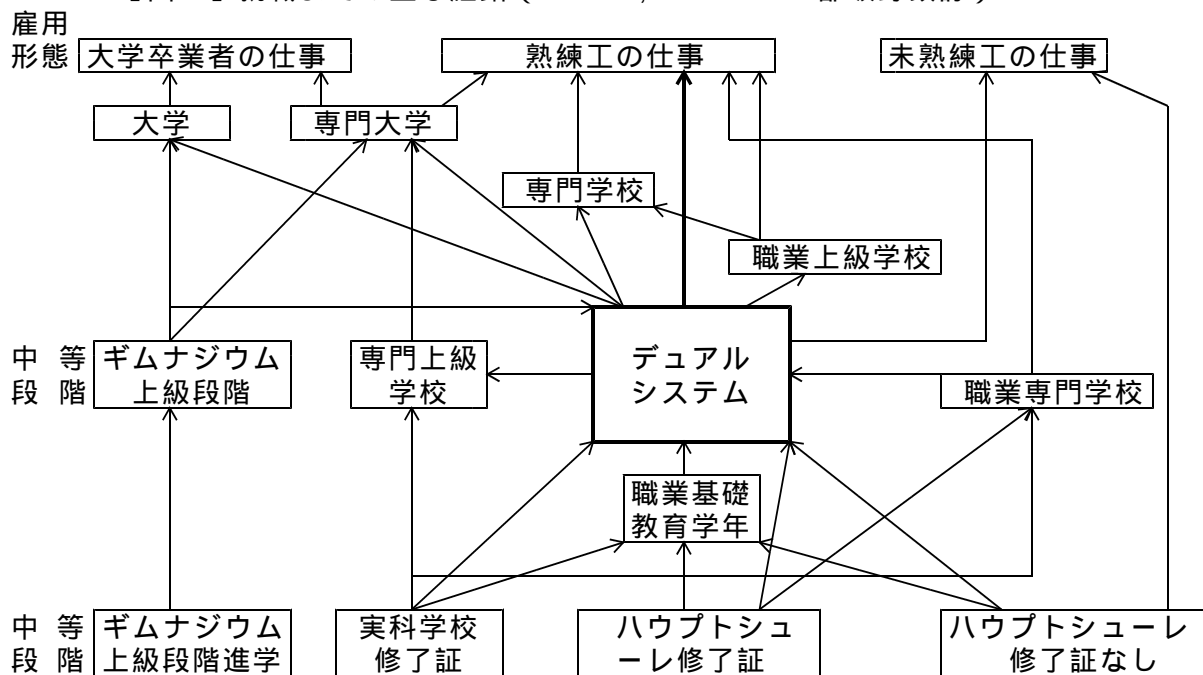 雇用
形態
大学卒業者の仕事
熟練工の仕事
未熟練工の仕事
大学
専門大学
専門学校
職業上級学校
中 等
段 階
ギムナジウム
上級段階
専門上級
学校
デュアル
システム
職業専門学校
職業基礎
教育学年
中 等
段 階
ギムナジウム
上級段階進学
実科学校
修了証
ハウプトシュ
ーレ修了証
ハウプトシューレ
修了証なし